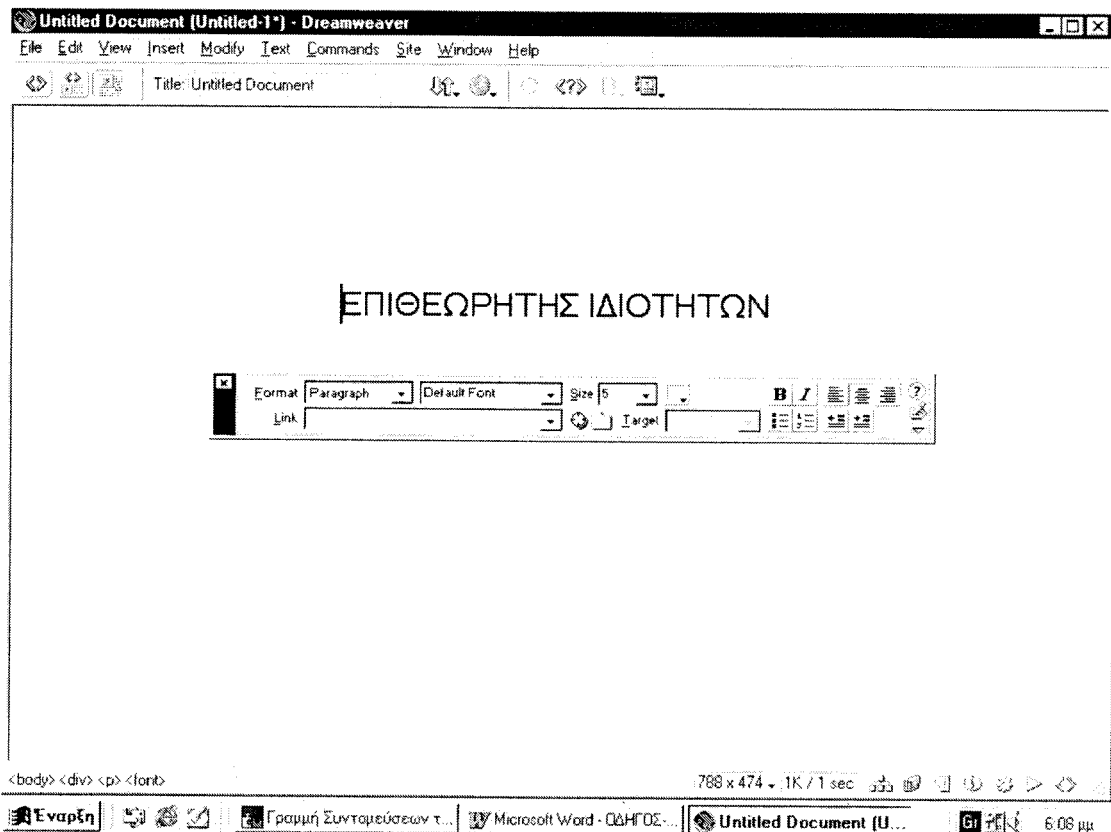 Untitled Document (Untitled-1*) - Dreamweaver
File Edit View Insert Modify Text Commands Site Window Help
Title: Untitled Document
ΕΠΙΘΕΩΡΗΤΗΣ ΙΔΙΟΤΗΤΩΝ
Format Paragraph Default Font Size 5 B I
Link Target
<body> <div> <p> <font> 788 x 474 1K / 1 sec
Έναρξη Γραμμή Συντομεύσεων τ... Microsoft Word - ΟΔΗΓΟΣ-... Untitled Document (U... 6:08 μμ